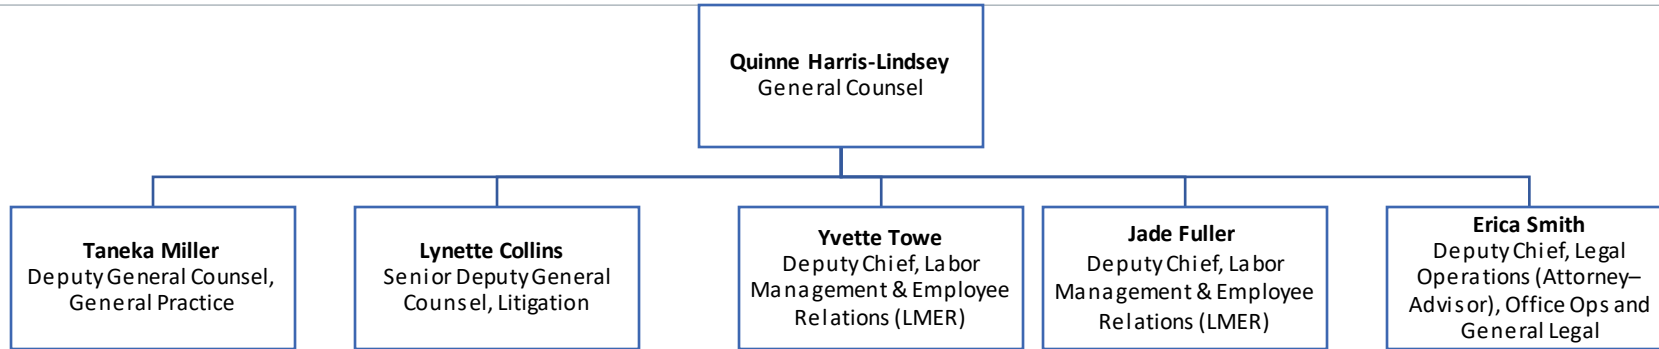 Quinne Harris-Lindsey
General Counsel
Taneka Miller
Deputy General Counsel,
General Practice
Lynette Collins
Senior Deputy General
Counsel, Litigation
Yvette Towe
Deputy Chief, Labor
Management & Employee
Relations (LMER)
Jade Fuller
Deputy Chief, Labor
Management & Employee
Relations (LMER)
Erica Smith
Deputy Chief, Legal
Operations (Attorney–
Advisor), Office Ops and
General Legal